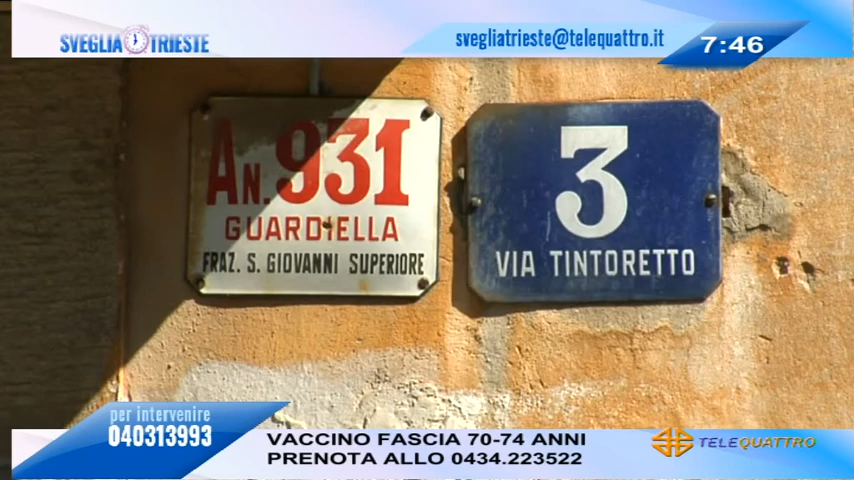 SVEGLIA TRIESTE
svegliatrieste@telequattro.it
7:46
AN. 931
GUARDIELLA
FRAZ. S. GIOVANNI SUPERIORE
3
VIA TINTORETTO
per intervenire
040313993
VACCINO FASCIA 70-74 ANNI
PRENOTA ALLO 0434.223522
TELEQUATTRO